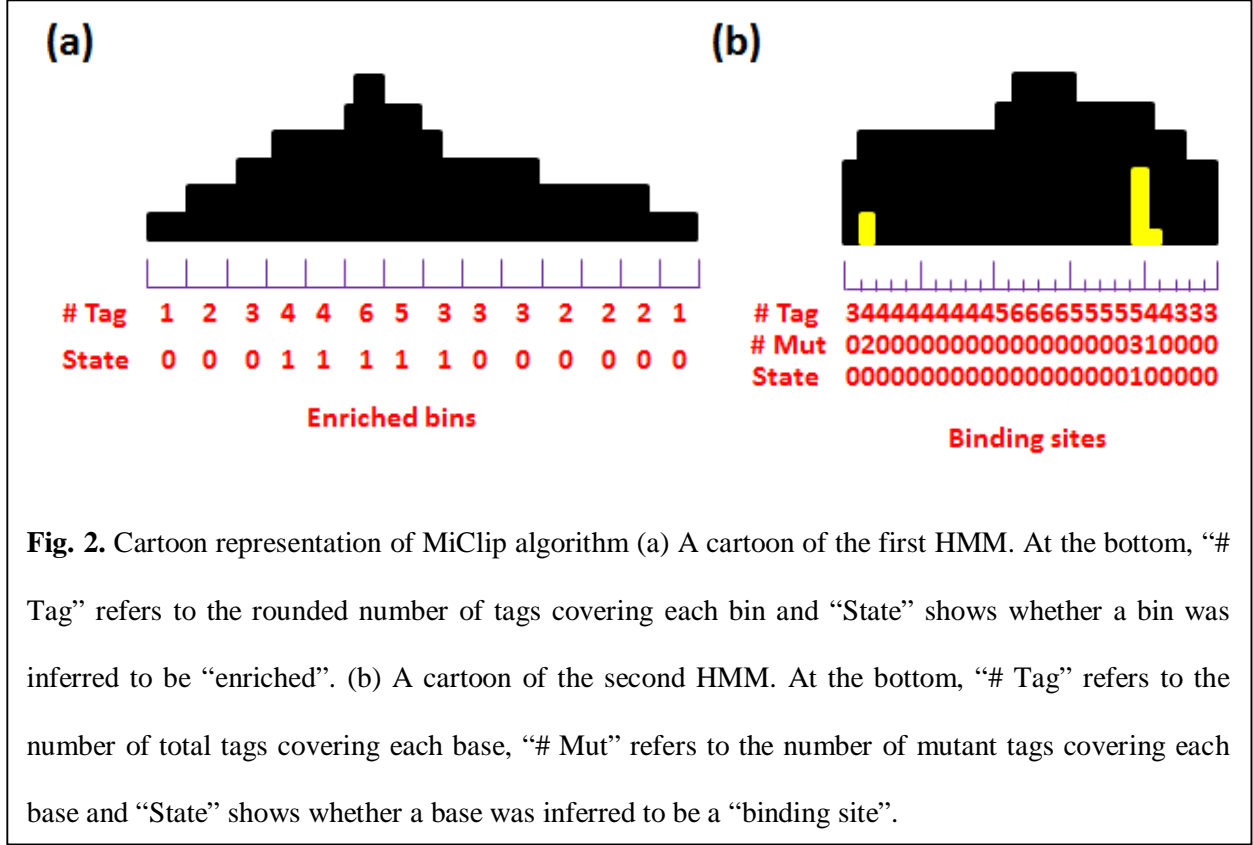 (a)
# Tag 1 2 3 4 4 6 5 3 3 3 2 2 2 1
State 0 0 0 1 1 1 1 1 0 0 0 0 0 0
Enriched bins
(b)
# Tag 3444444444566665555544333
# Mut 0200000000000000000310000
State 0000000000000000000100000
Binding sites
Fig. 2. Cartoon representation of MiClip algorithm (a) A cartoon of the first HMM. At the bottom, “#
Tag” refers to the rounded number of tags covering each bin and “State” shows whether a bin was
inferred to be “enriched”. (b) A cartoon of the second HMM. At the bottom, “# Tag” refers to the
number of total tags covering each base, “# Mut” refers to the number of mutant tags covering each
base and “State” shows whether a base was inferred to be a “binding site”.